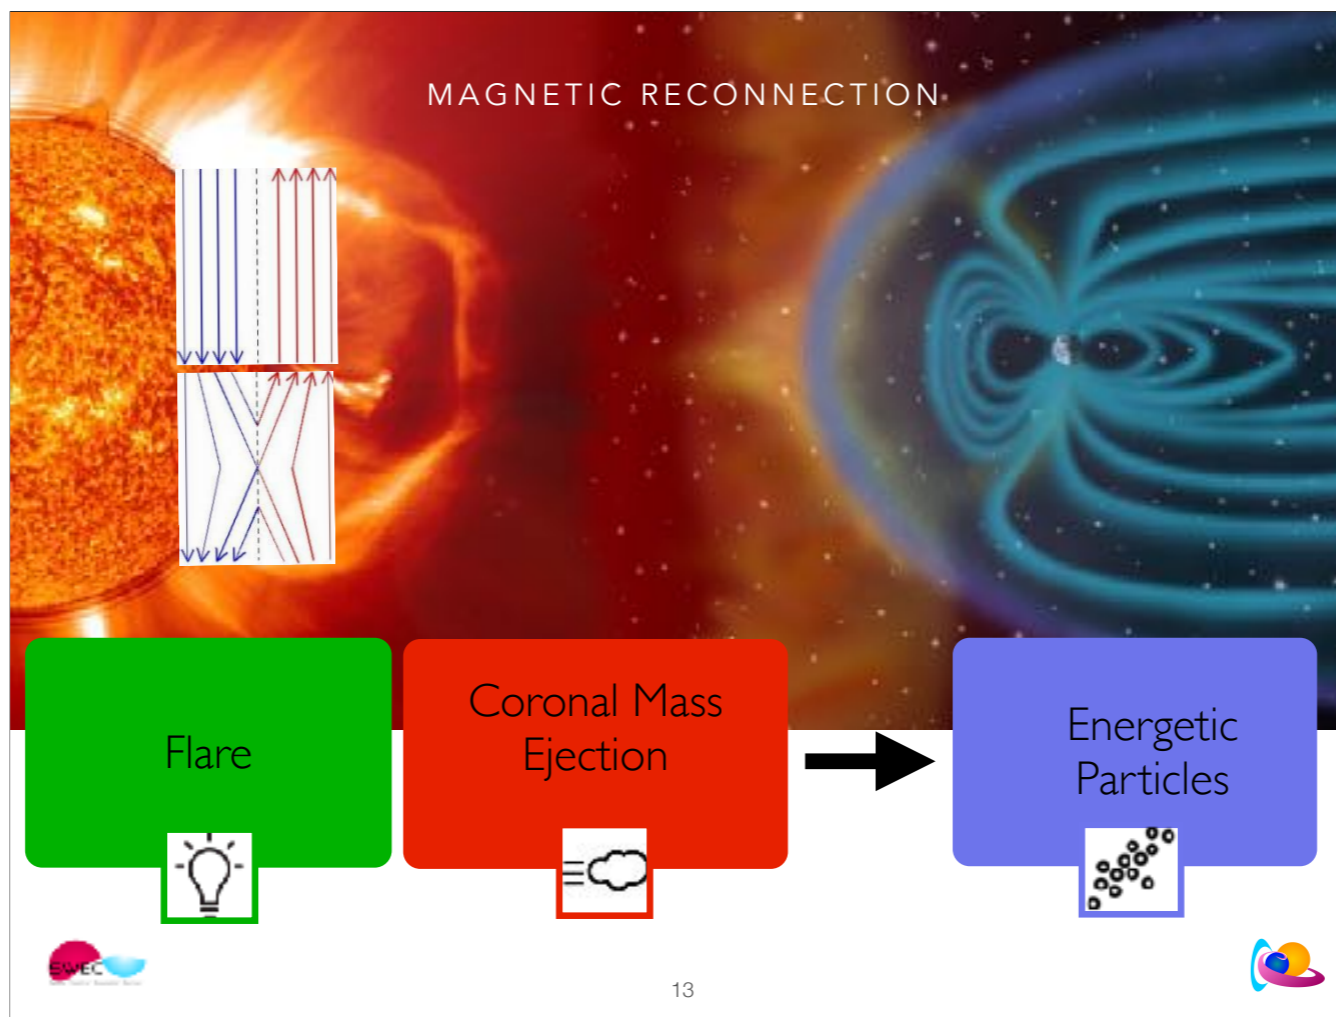 MAGNETIC RECONNECTION
Flare
Coronal Mass
Ejection
Energetic
Particles
SWEC
13